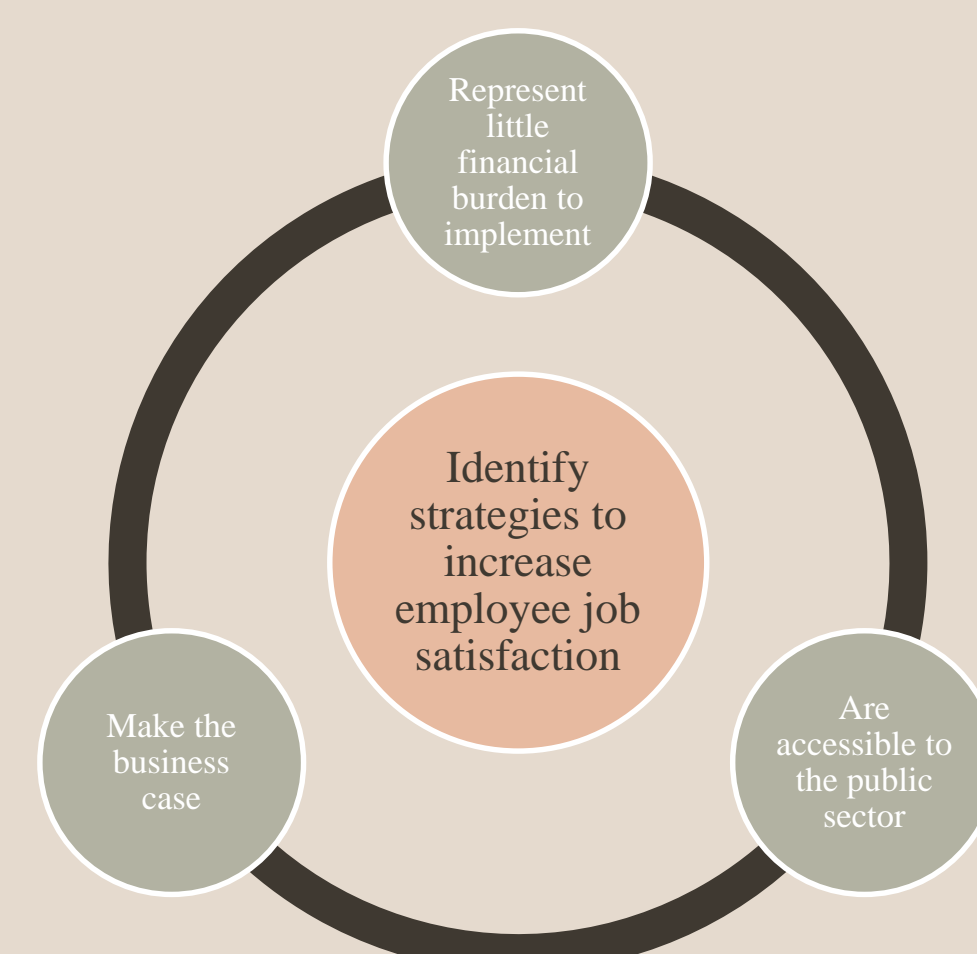 Represent
little
financial
burden to
implement
Identify
strategies to
increase
employee job
satisfaction
Make the
business
case
Are
accessible to
the public
sector